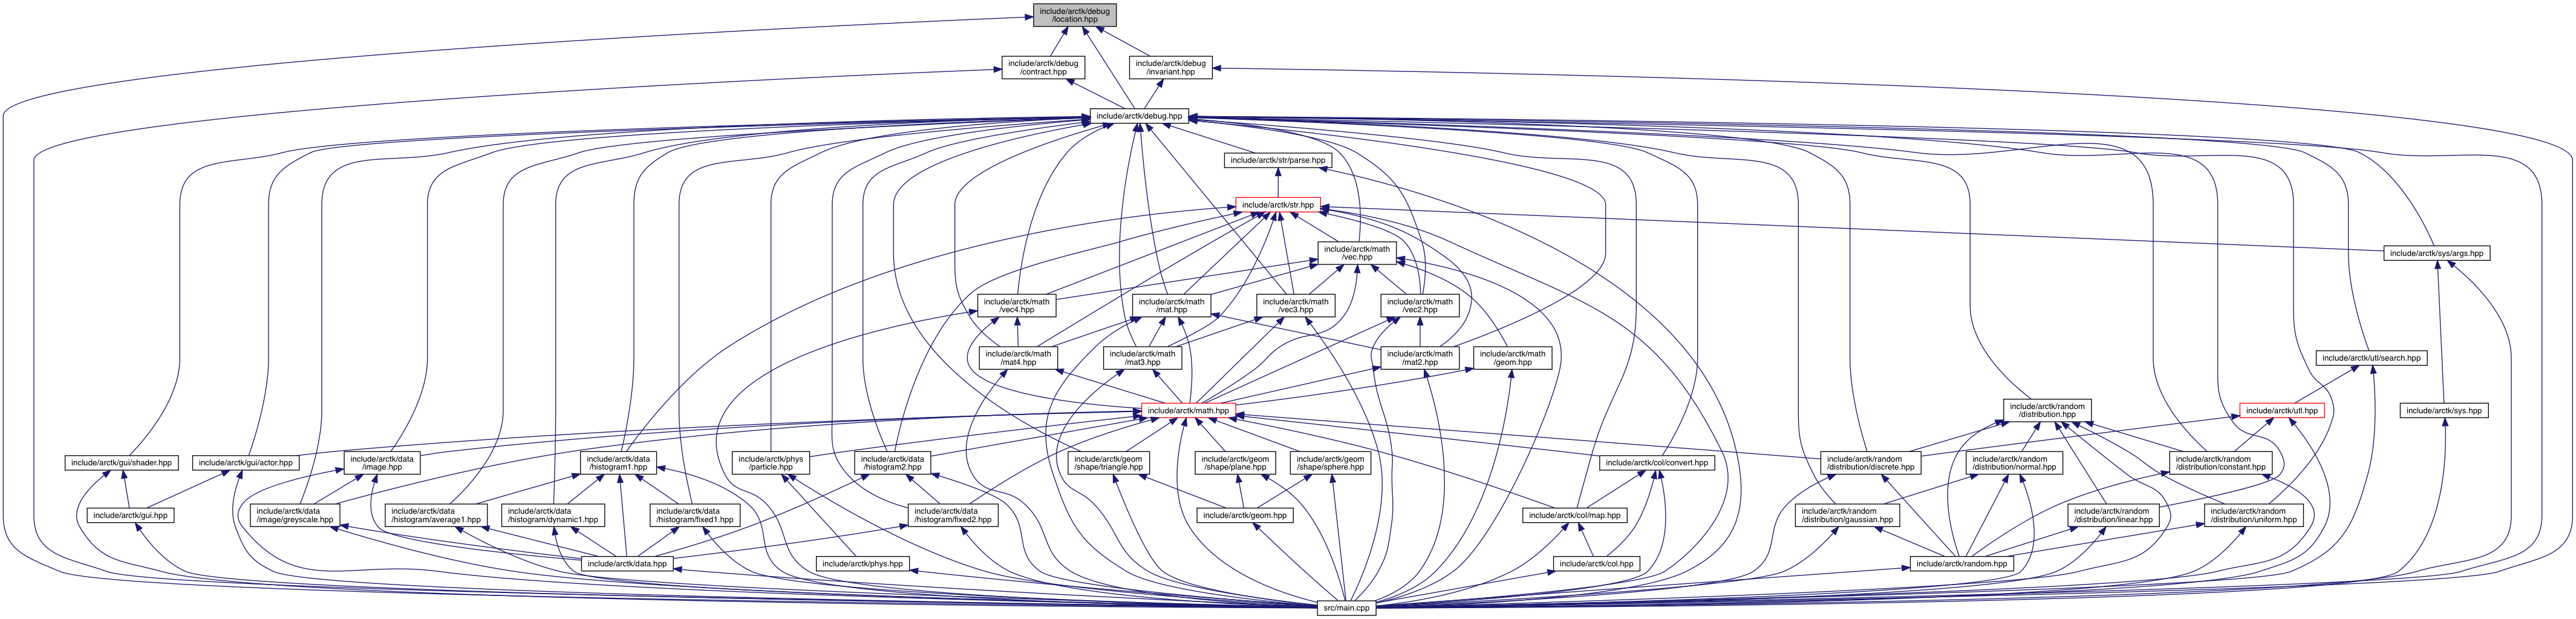 include/arctk/debug
/location.hpp
include/arctk/debug
/contract.hpp
include/arctk/debug
/invariant.hpp
include/arctk/debug.hpp
include/arctk/str/parse.hpp
include/arctk/str.hpp
include/arctk/math
/vec.hpp
include/arctk/sys/args.hpp
include/arctk/math
/vec4.hpp
include/arctk/math
/mat.hpp
include/arctk/math
/vec3.hpp
include/arctk/math
/vec2.hpp
include/arctk/math
/mat4.hpp
include/arctk/math
/mat3.hpp
include/arctk/math
/mat2.hpp
include/arctk/math
/geom.hpp
include/arctk/utl/search.hpp
include/arctk/math.hpp
include/arctk/random
/distribution.hpp
include/arctk/utl.hpp
include/arctk/sys.hpp
include/arctk/gui/shader.hpp
include/arctk/gui/actor.hpp
include/arctk/data
/image.hpp
include/arctk/data
/histogram1.hpp
include/arctk/phys
/particle.hpp
include/arctk/data
/histogram2.hpp
include/arctk/geom
/shape/triangle.hpp
include/arctk/geom
/shape/plane.hpp
include/arctk/geom
/shape/sphere.hpp
include/arctk/col/convert.hpp
include/arctk/random
/distribution/discrete.hpp
include/arctk/random
/distribution/normal.hpp
include/arctk/random
/distribution/constant.hpp
include/arctk/gui.hpp
include/arctk/data
/image/greyscale.hpp
include/arctk/data
/histogram/average1.hpp
include/arctk/data
/histogram/dynamic1.hpp
include/arctk/data
/histogram/fixed1.hpp
include/arctk/data
/histogram/fixed2.hpp
include/arctk/geom.hpp
include/arctk/col/map.hpp
include/arctk/random
/distribution/gaussian.hpp
include/arctk/random
/distribution/linear.hpp
include/arctk/random
/distribution/uniform.hpp
include/arctk/data.hpp
include/arctk/phys.hpp
include/arctk/col.hpp
include/arctk/random.hpp
src/main.cpp